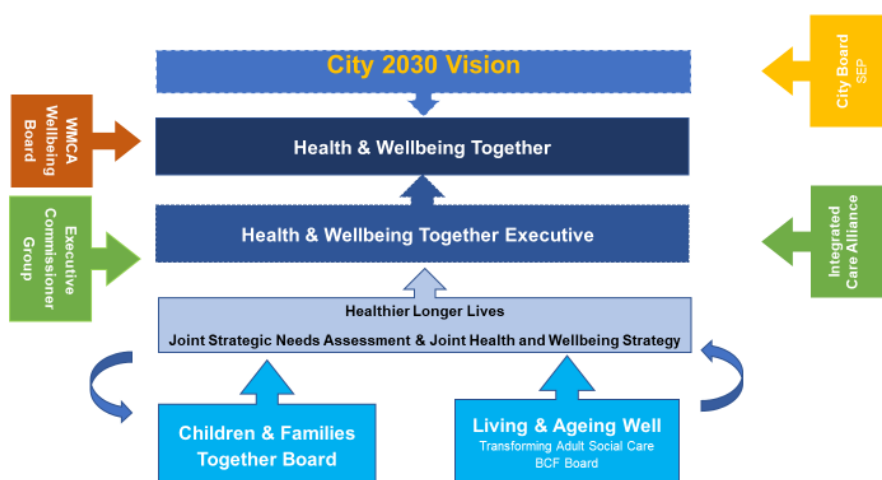 City 2030 Vision
City Board
SEP
WMCA
Wellbeing
Board
Health & Wellbeing Together
Executive
Commissioner
Group
Health & Wellbeing Together Executive
Integrated
Care Alliance
Healthier Longer Lives
Joint Strategic Needs Assessment & Joint Health and Wellbeing Strategy
Children & Families
Together Board
Living & Ageing Well
Transforming Adult Social Care
BCF Board